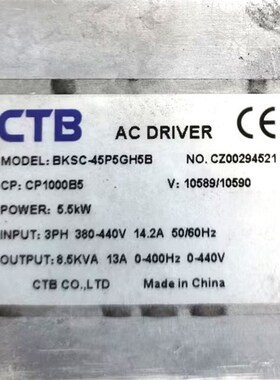 CTB AC DRIVER CE
MODEL: BKSC-45P5GH5B NO. CZ00294521
CP: CP1000B5 V: 10589/10590
POWER: 5.5kW
INPUT: 3PH 380-440V 14.2A 50/60Hz
OUTPUT: 8.5KVA 13A 0-400Hz 0-440V
CTB CO.,LTD Made in China